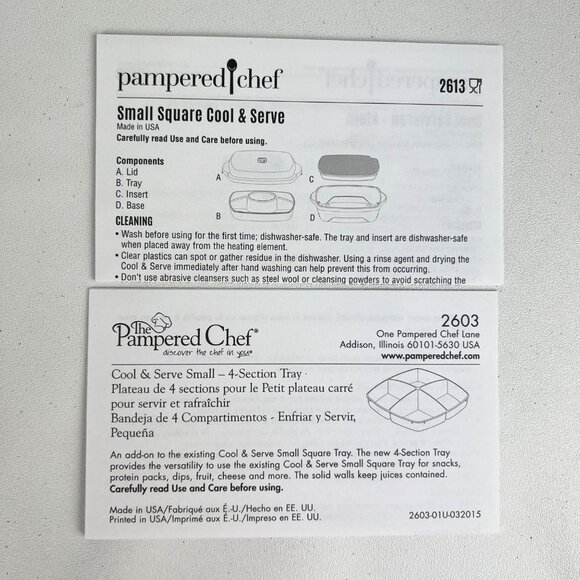 pampered chef
2613
Small Square Cool & Serve
Made in USA
Carefully read Use and Care before using.
Components
A. Lid
B. Tray
C. Insert
D. Base
A
C
B
D
CLEANING
• Wash before using for the first time; dishwasher-safe. The tray and insert are dishwasher-safe
when placed away from the heating element.
• Clear plastics can spot or gather residue in the dishwasher. Using a rinse agent and drying the
Cool & Serve immediately after hand washing can help prevent this from occurring.
• Don't use abrasive cleansers such as steel wool or cleansing powders to avoid scratching the
The
Pampered Chef®
discover the chef in you®
2603
One Pampered Chef Lane
Addison, Illinois 60101-5630 USA
www.pamperedchef.com
Cool & Serve Small – 4-Section Tray ·
Plateau de 4 sections pour le Petit plateau carré
pour servir et rafraîchir
Bandeja de 4 Compartimentos - Enfriar y Servir,
Pequeña
An add-on to the existing Cool & Serve Small Square Tray. The new 4-Section Tray
provides the versatility to use the existing Cool & Serve Small Square Tray for snacks,
protein packs, dips, fruit, cheese and more. The solid walls keep juices contained.
Carefully read Use and Care before using.
Made in USA/Fabriqué aux É.-U./Hecho en EE. UU.
Printed in USA/Imprimé aux É.-U./Impreso en EE. UU.
2603-01U-032015